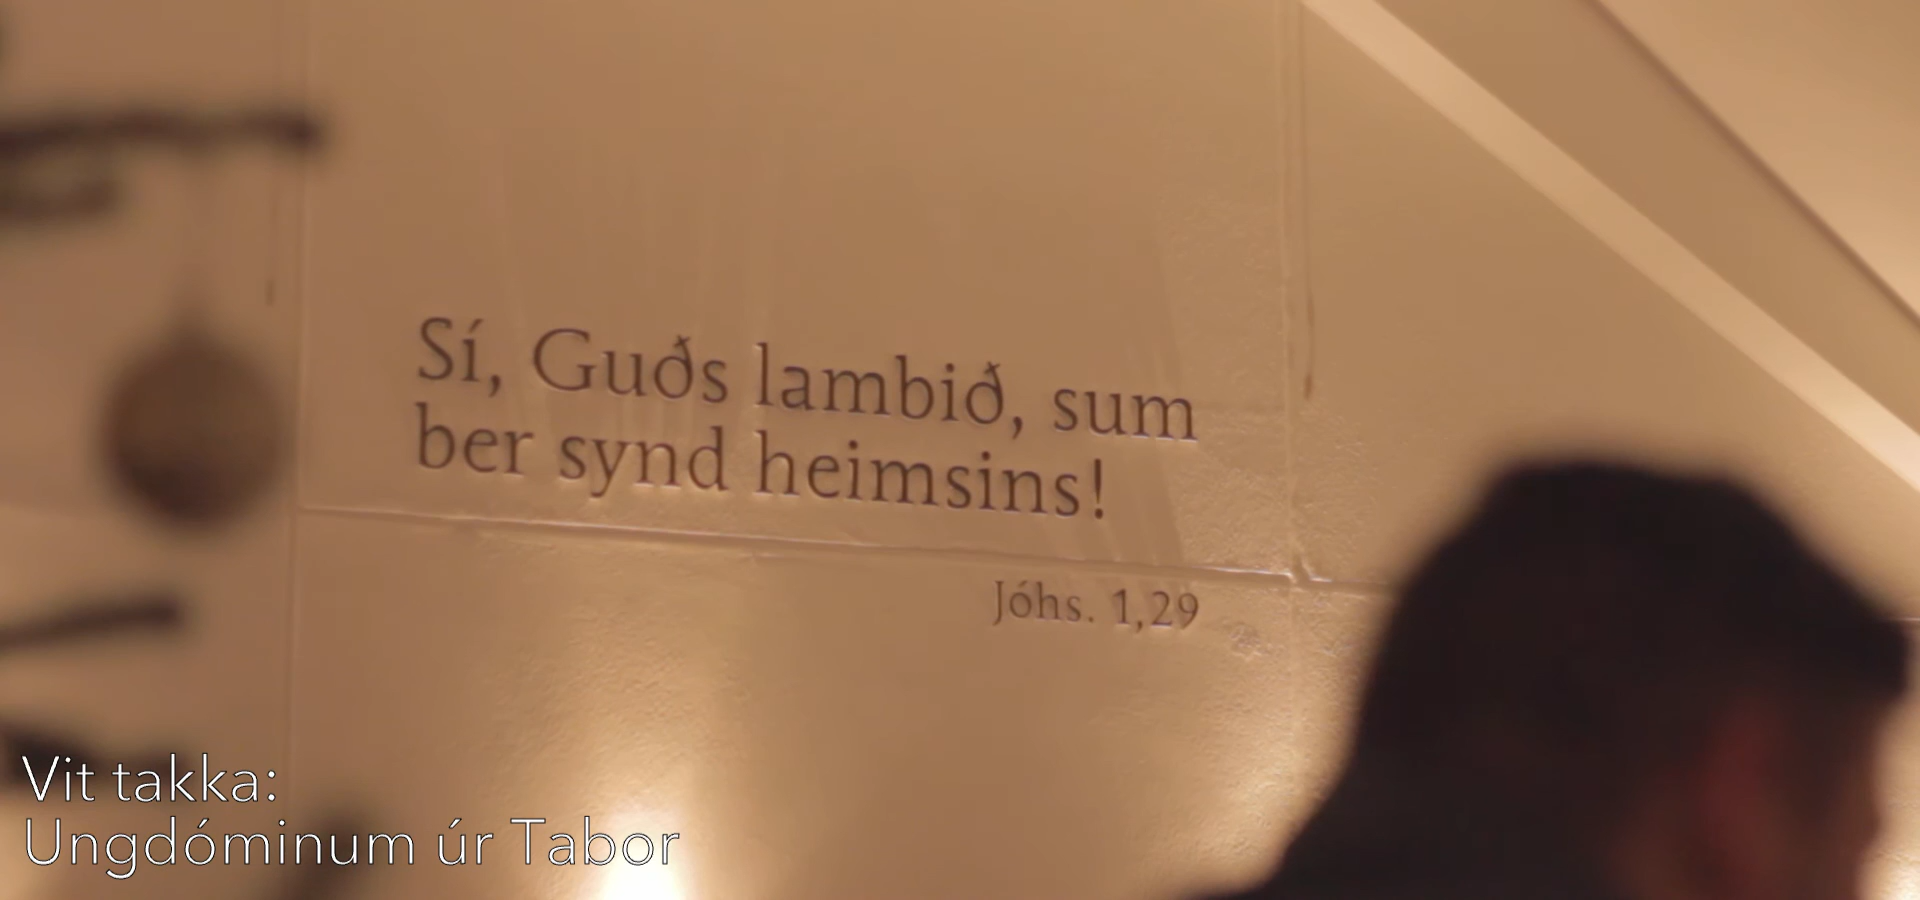 Sí, Guðs lambið, sum
ber synd heimsins!
Jóhs. 1,29
Vit takka:
Ungdóminum úr Tabor